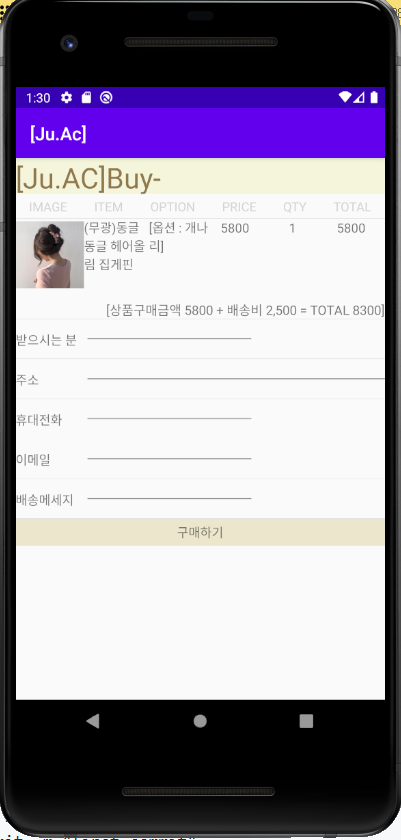 1:30
[Ju.Ac]
[Ju.AC]Buy-
IMAGE ITEM OPTION PRICE QTY TOTAL
(무광)동글 [옵션 : 개나 5800 1 5800
동글 헤어올 리]
림 집게핀
[상품구매금액 5800 + 배송비 2,500 = TOTAL 8300]
받으시는 분
주소
휴대전화
이메일
배송메세지
구매하기